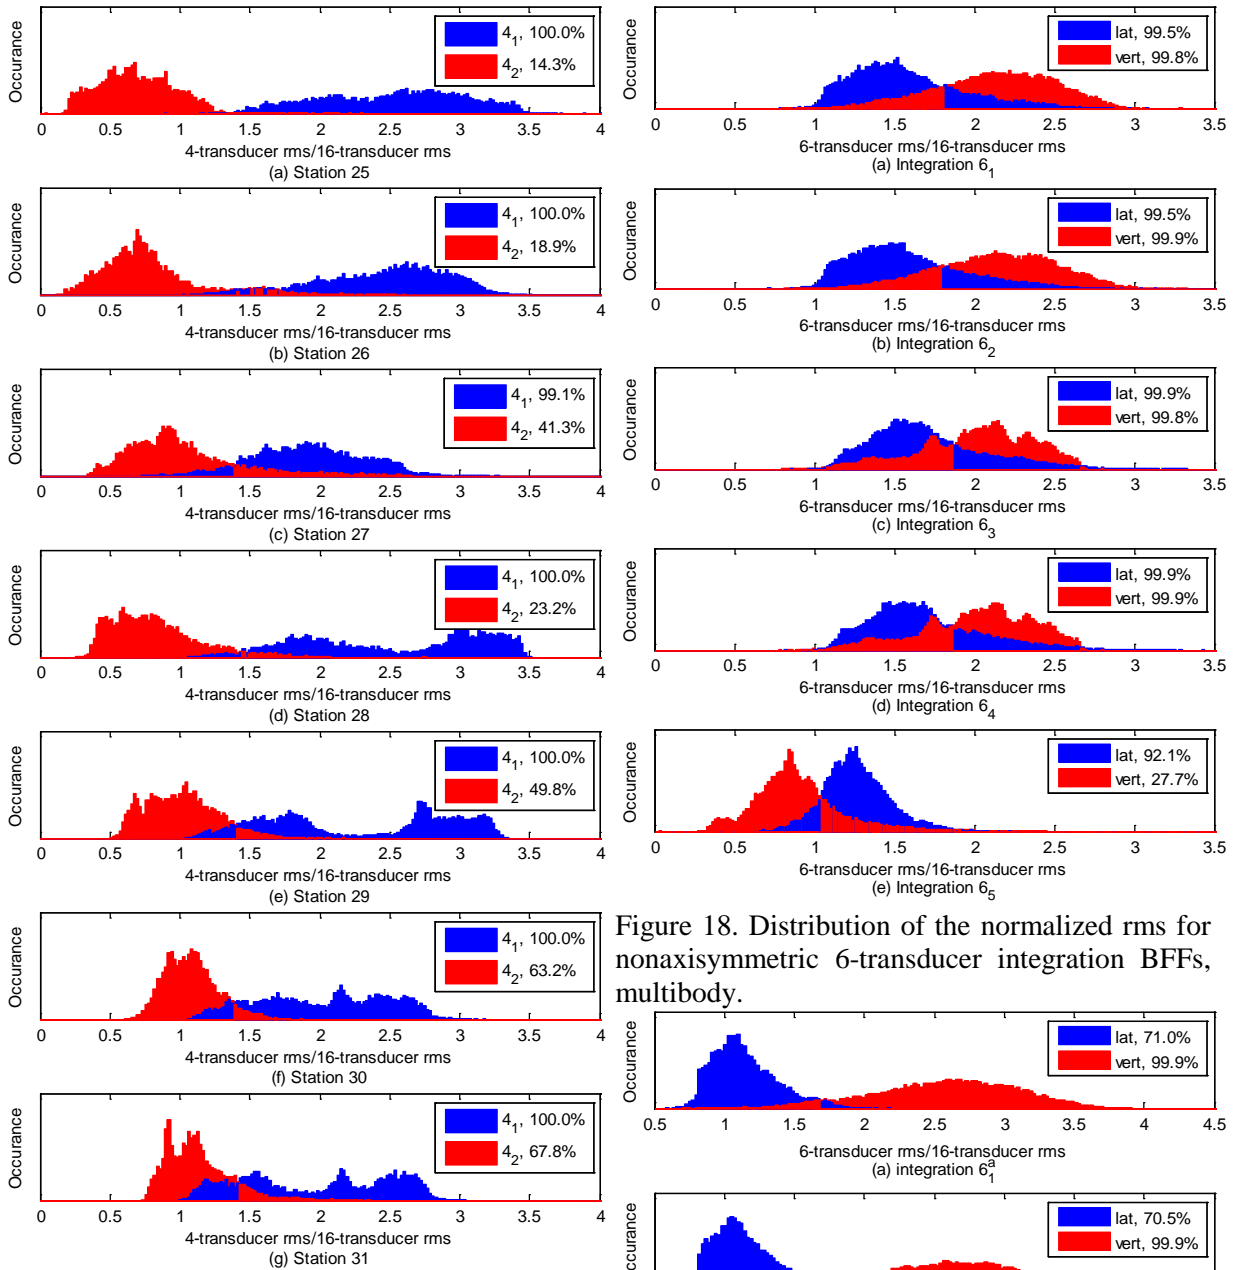 Occurance
4₁, 100.0%
4₂, 14.3%
0 0.5 1 1.5 2 2.5 3 3.5 4
4-transducer rms/16-transducer rms
(a) Station 25
Occurance
4₁, 100.0%
4₂, 18.9%
0 0.5 1 1.5 2 2.5 3 3.5 4
4-transducer rms/16-transducer rms
(b) Station 26
Occurance
4₁, 99.1%
4₂, 41.3%
0 0.5 1 1.5 2 2.5 3 3.5 4
4-transducer rms/16-transducer rms
(c) Station 27
Occurance
4₁, 100.0%
4₂, 23.2%
0 0.5 1 1.5 2 2.5 3 3.5 4
4-transducer rms/16-transducer rms
(d) Station 28
Occurance
4₁, 100.0%
4₂, 49.8%
0 0.5 1 1.5 2 2.5 3 3.5 4
4-transducer rms/16-transducer rms
(e) Station 29
Occurance
4₁, 100.0%
4₂, 63.2%
0 0.5 1 1.5 2 2.5 3 3.5 4
4-transducer rms/16-transducer rms
(f) Station 30
Occurance
4₁, 100.0%
4₂, 67.8%
0 0.5 1 1.5 2 2.5 3 3.5 4
4-transducer rms/16-transducer rms
(g) Station 31
Occurance
lat, 99.5%
vert, 99.8%
0 0.5 1 1.5 2 2.5 3 3.5
6-transducer rms/16-transducer rms
(a) Integration 6₁
Occurance
lat, 99.5%
vert, 99.9%
0 0.5 1 1.5 2 2.5 3 3.5
6-transducer rms/16-transducer rms
(b) Integration 6₂
Occurance
lat, 99.9%
vert, 99.8%
0 0.5 1 1.5 2 2.5 3 3.5
6-transducer rms/16-transducer rms
(c) Integration 6₃
Occurance
lat, 99.9%
vert, 99.9%
0 0.5 1 1.5 2 2.5 3 3.5
6-transducer rms/16-transducer rms
(d) Integration 6₄
Occurance
lat, 92.1%
vert, 27.7%
0 0.5 1 1.5 2 2.5 3 3.5
6-transducer rms/16-transducer rms
(e) Integration 6₅
Figure 18. Distribution of the normalized rms for
nonaxisymmetric 6-transducer integration BFFs,
multibody.
Occurance
lat, 71.0%
vert, 99.9%
0.5 1 1.5 2 2.5 3 3.5 4 4.5
6-transducer rms/16-transducer rms
(a) integration 6₁ᵃ
lat, 70.5%
vert, 99.9%